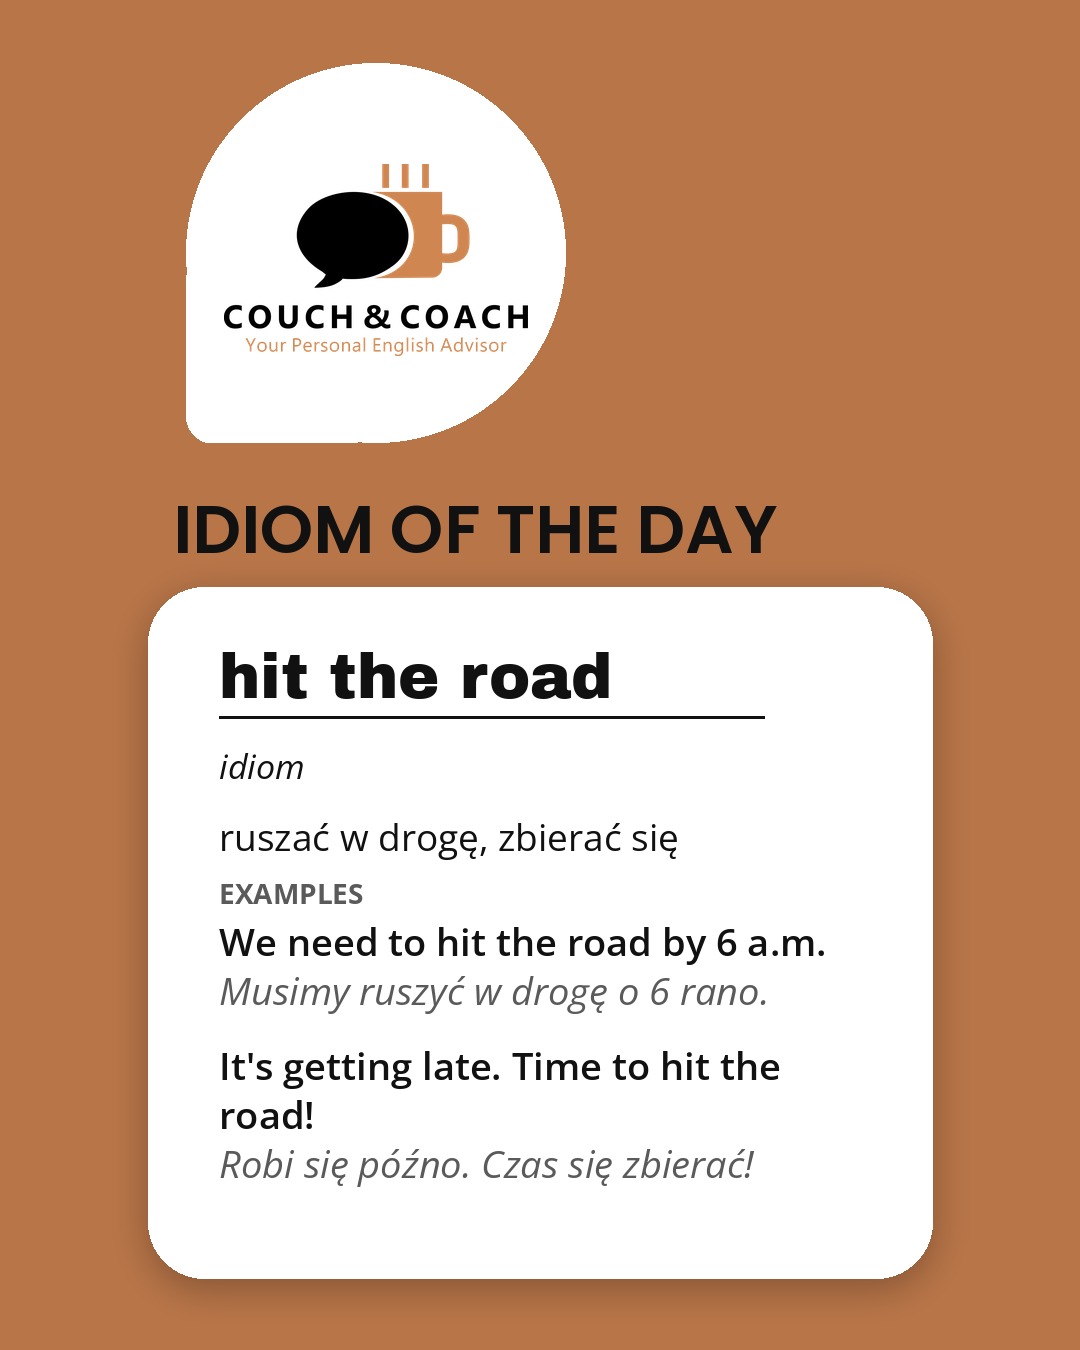 COUCH & COACH
Your Personal English Advisor
IDIOM OF THE DAY
hit the road
idiom
ruszać w drogę, zbierać się
EXAMPLES
We need to hit the road by 6 a.m.
Musimy ruszyć w drogę o 6 rano.
It's getting late. Time to hit the
road!
Robi się późno. Czas się zbierać!